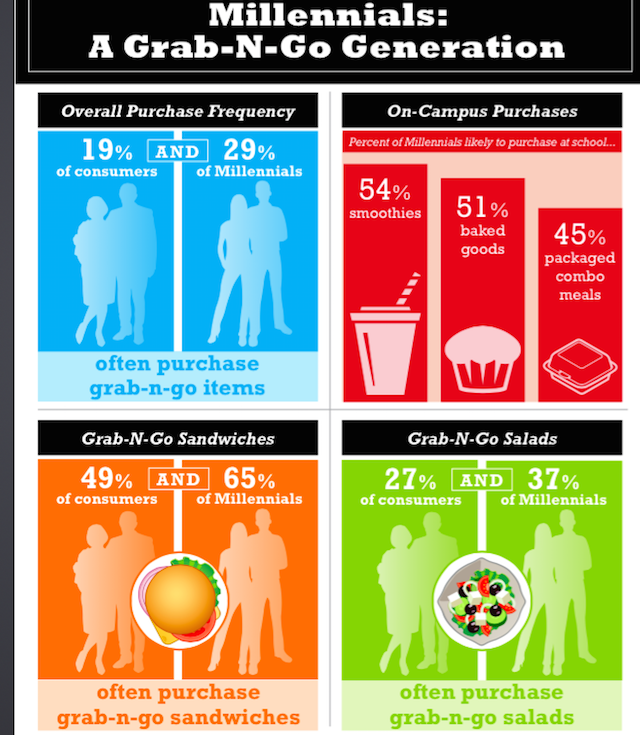 Millennials:
A Grab-N-Go Generation
Overall Purchase Frequency
19% AND 29%
of consumers of Millennials
often purchase
grab-n-go items
On-Campus Purchases
Percent of Millennials likely to purchase at school...
54%
smoothies
51%
baked
goods
45%
packaged
combo
meals
Grab-N-Go Sandwiches
49% AND 65%
of consumers of Millennials
often purchase
grab-n-go sandwiches
Grab-N-Go Salads
27% AND 37%
of consumers of Millennials
often purchase
grab-n-go salads